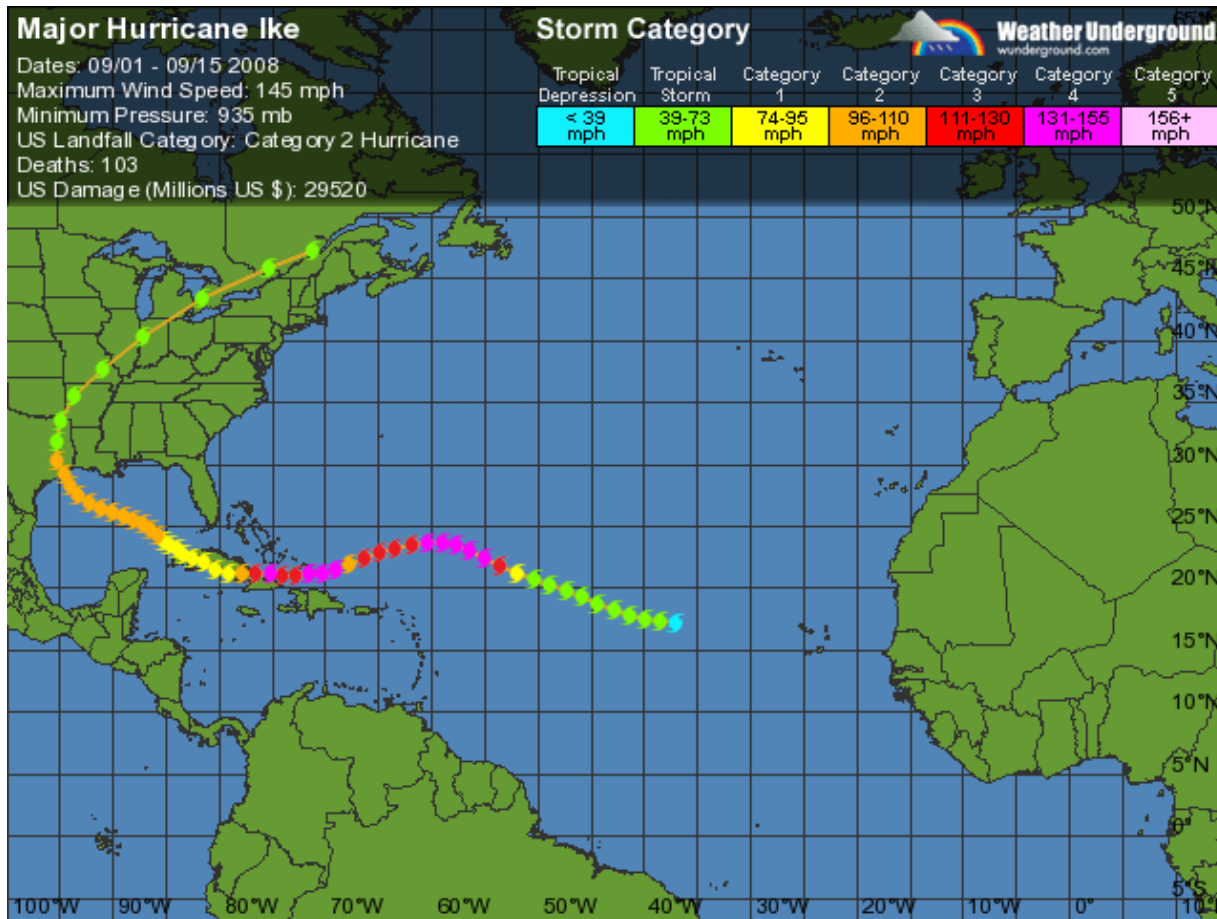 Major Hurricane Ike
Dates: 09/01 - 09/15 2008
Maximum Wind Speed: 145 mph
Minimum Pressure: 935 mb
US Landfall Category: Category 2 Hurricane
Deaths: 103
US Damage (Millions US $): 29520
Storm Category
Weather Underground
wunderground.com
Tropical Depression
< 39 mph
Tropical Storm
39-73 mph
Category 1
74-95 mph
Category 2
96-110 mph
Category 3
111-130 mph
Category 4
131-155 mph
Category 5
156+ mph
50°N
45°N
40°N
35°N
30°N
25°N
20°N
15°N
10°N
5°N
0°
5°S
100°W 90°W 80°W 70°W 60°W 50°W 40°W 30°W 20°W 10°W 0°